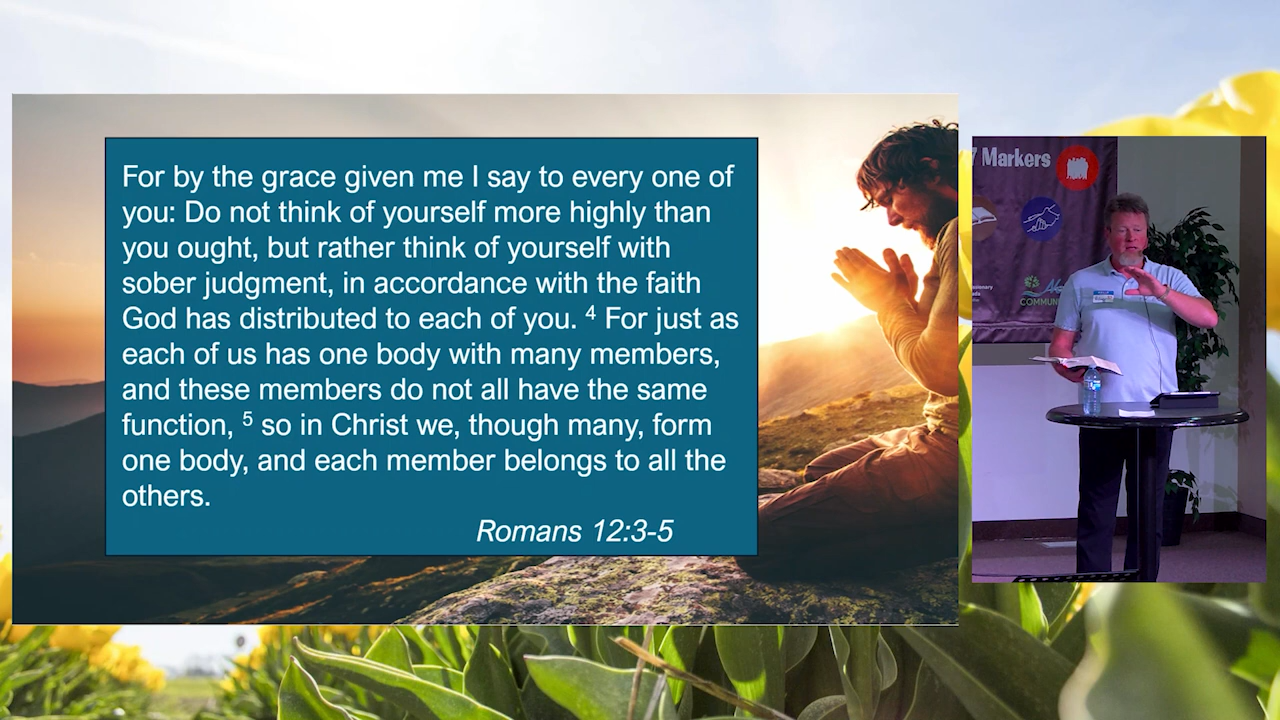 For by the grace given me I say to every one of
you: Do not think of yourself more highly than
you ought, but rather think of yourself with
sober judgment, in accordance with the faith
God has distributed to each of you. 4 For just as
each of us has one body with many members,
and these members do not all have the same
function, 5 so in Christ we, though many, form
one body, and each member belongs to all the
others.
Romans 12:3-5
7 Markers